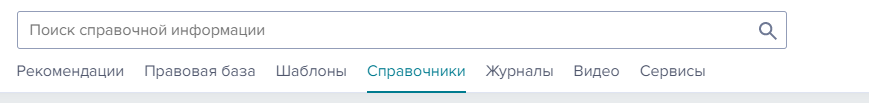 Поиск справочной информации
Рекомендации Правовая база Шаблоны Справочники Журналы Видео Сервисы